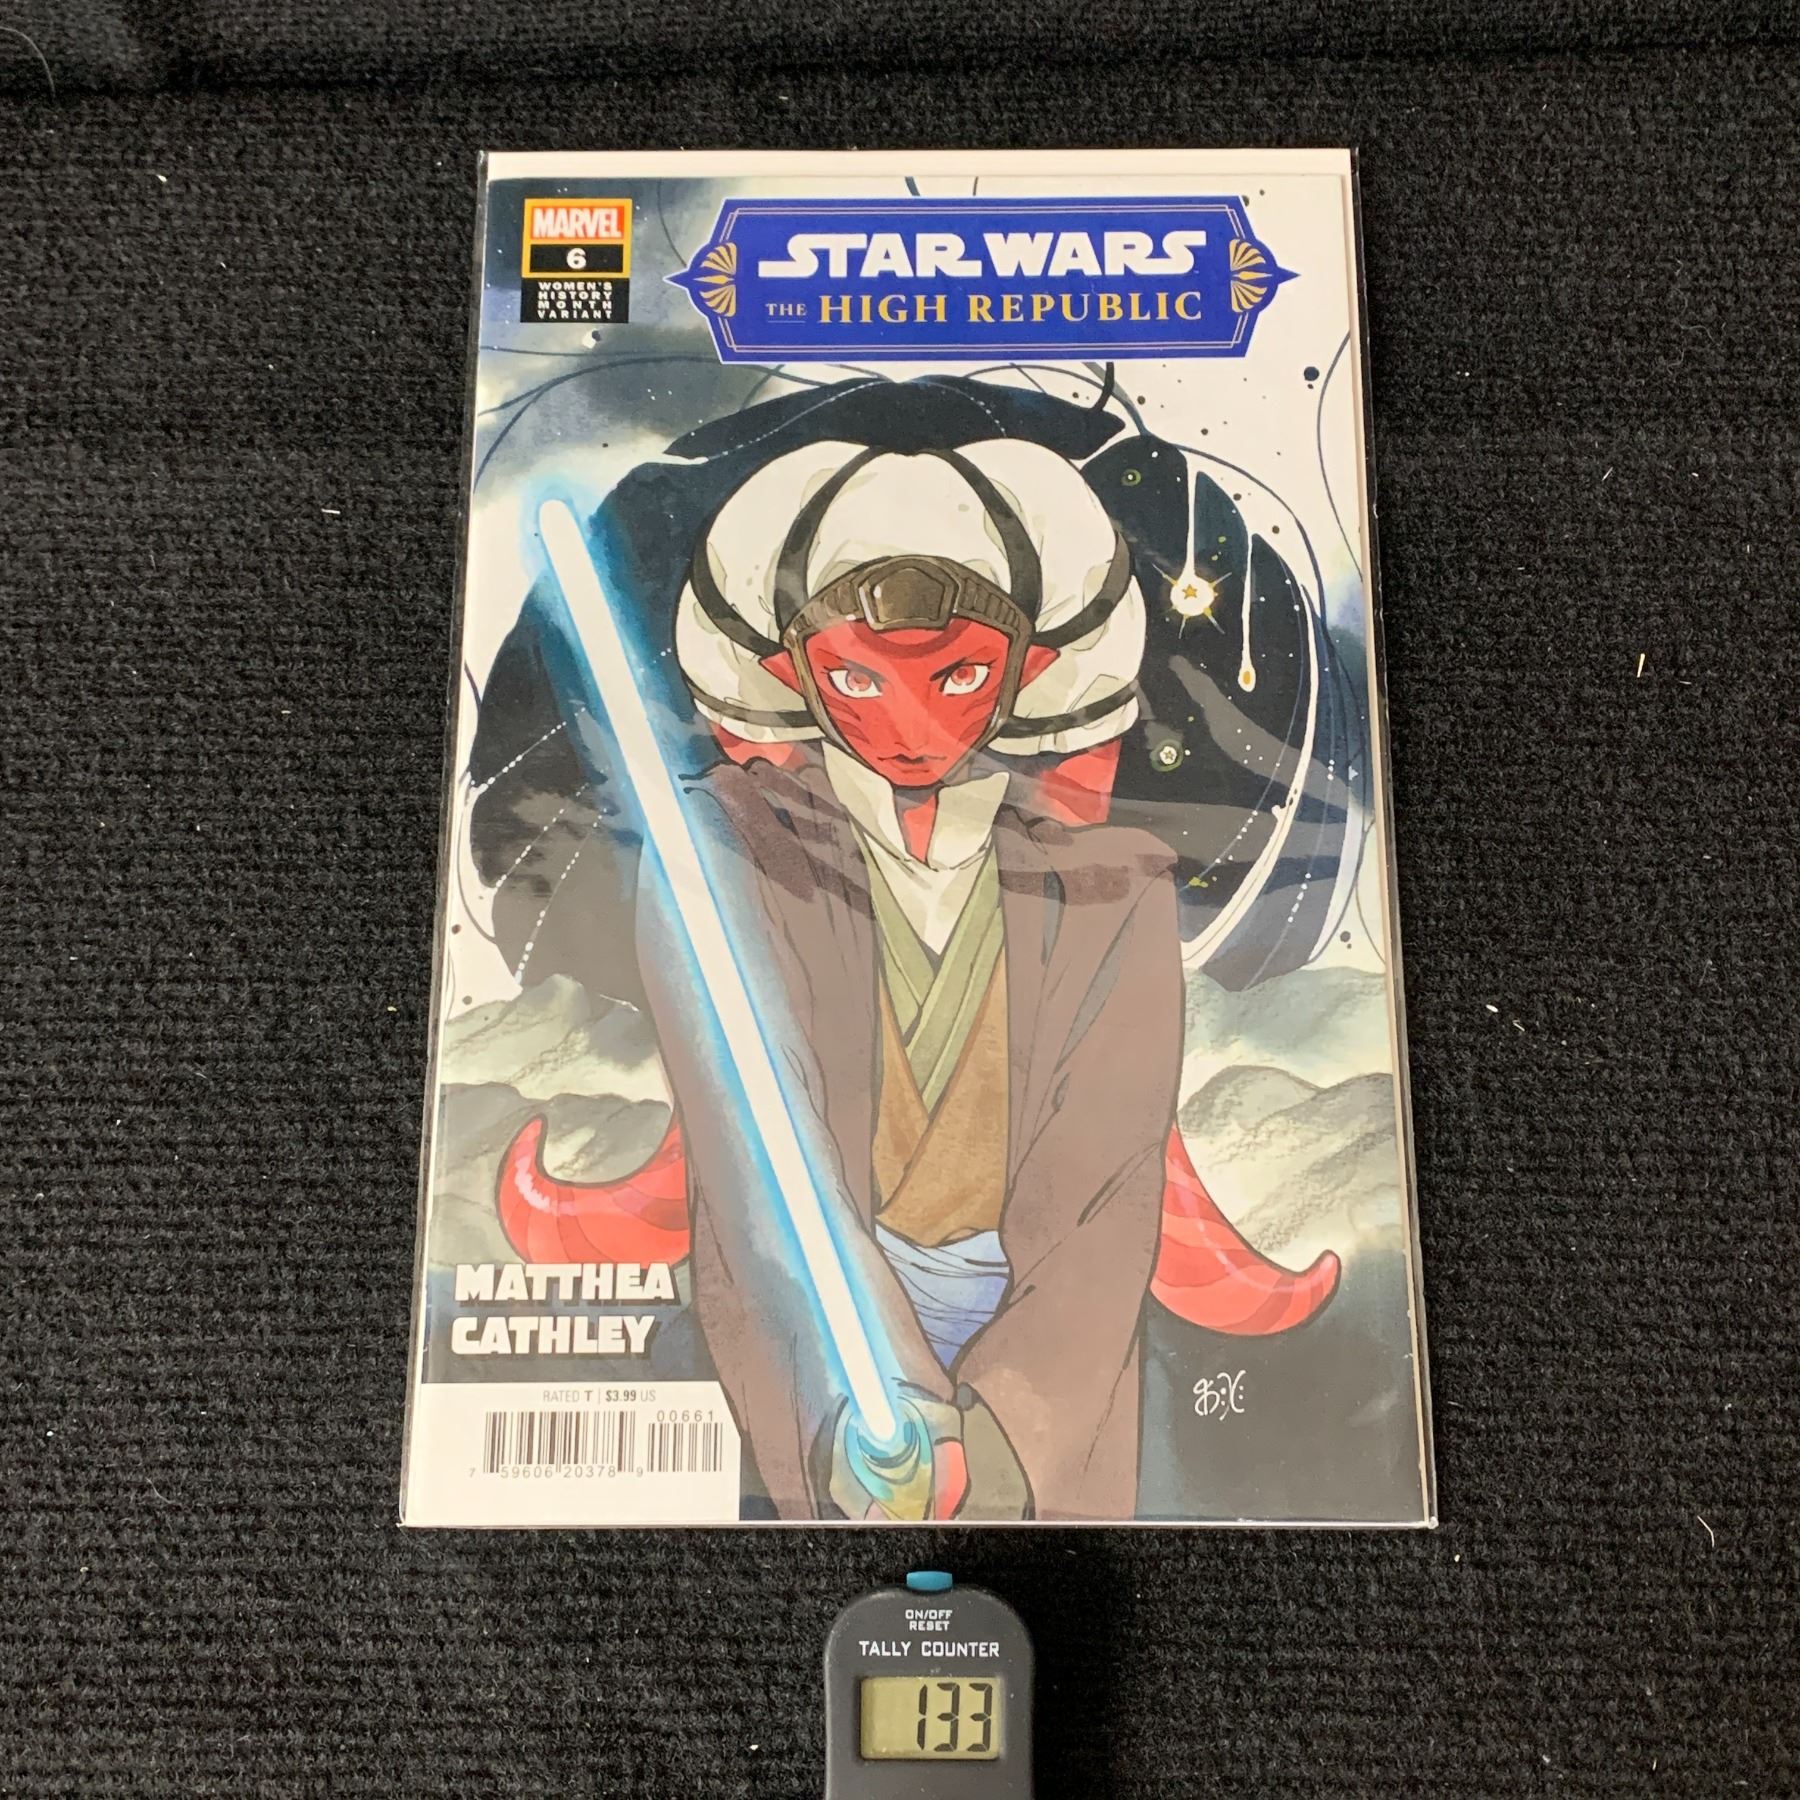 MARVEL
6
WOMEN'S
HISTORY
MONTH
VARIANT
STAR WARS
THE HIGH REPUBLIC
MATTHEA
CATHLEY
RATED T | $3.99 US
00661
7 59606 20378 9
ON/OFF
RESET
TALLY COUNTER
133